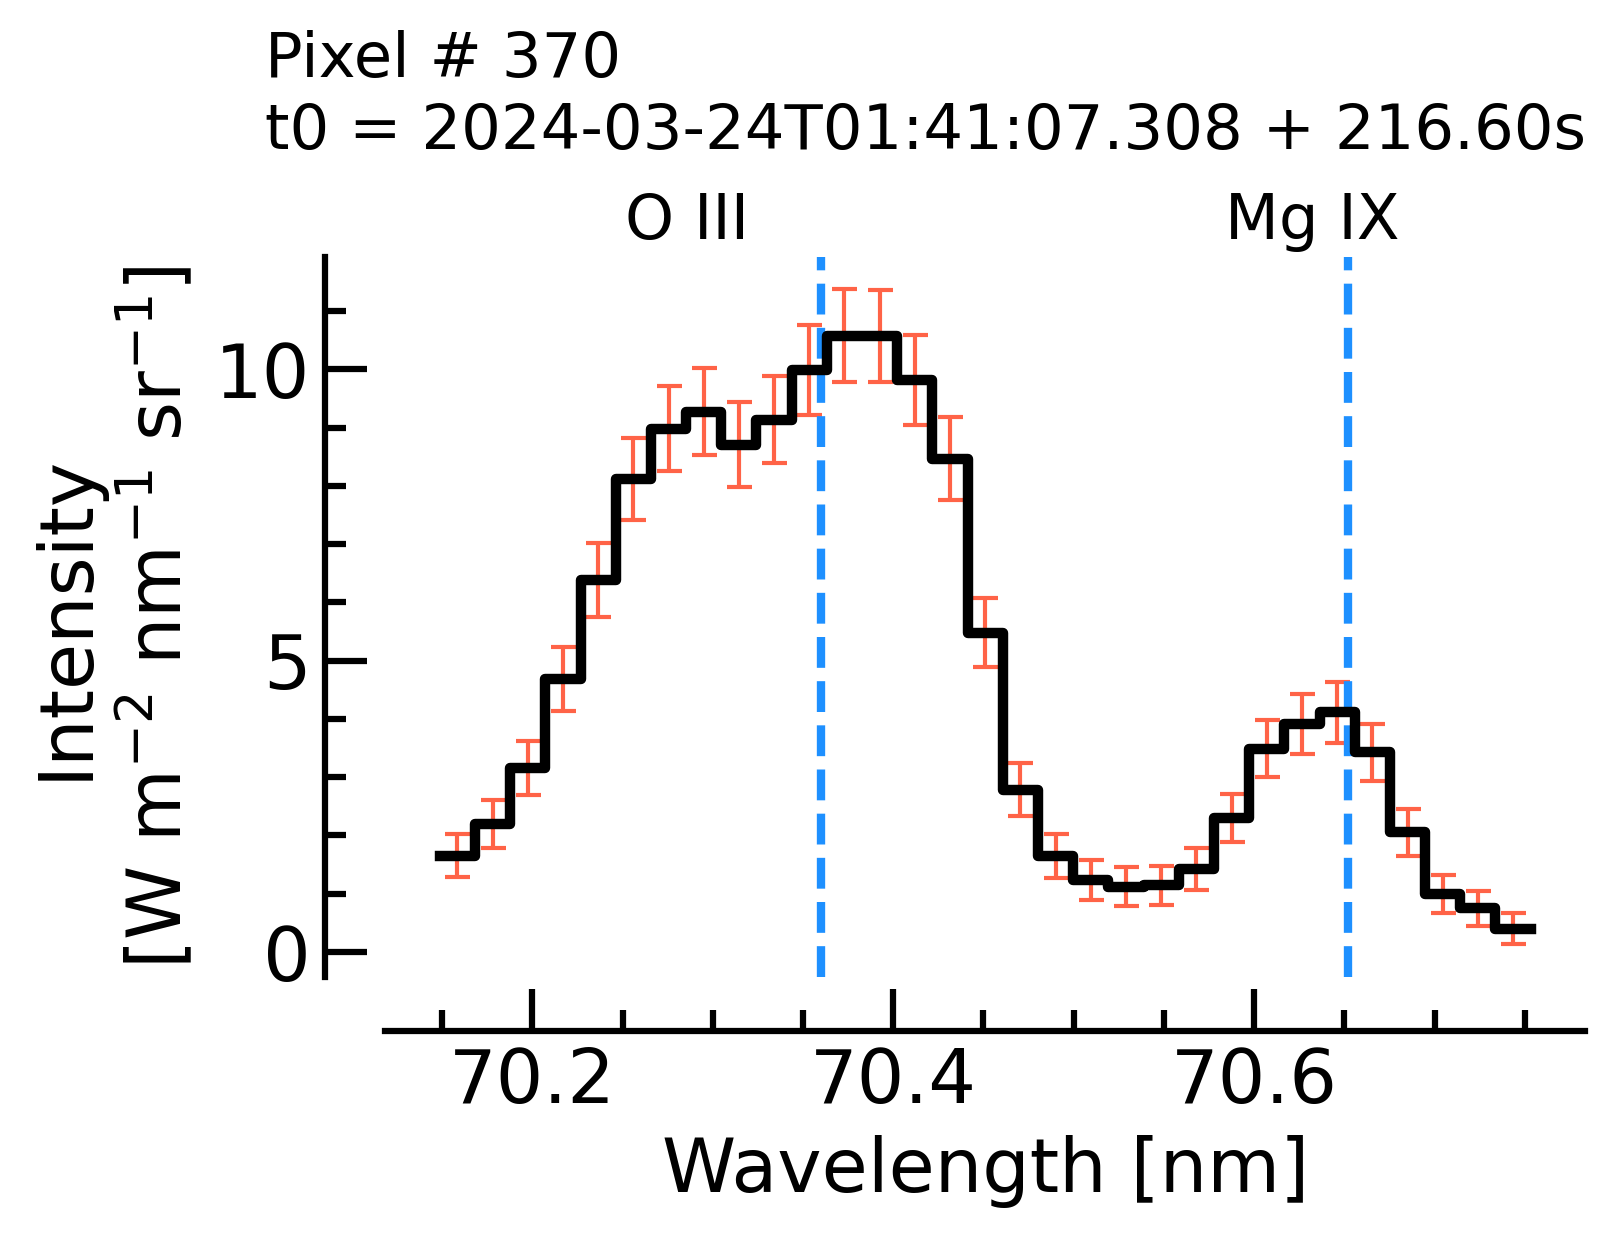 Pixel # 370
t0 = 2024-03-24T01:41:07.308 + 216.60s
O III
Mg IX
Intensity
[W m⁻² nm⁻¹ sr⁻¹]
10
5
0
70.2
70.4
70.6
Wavelength [nm]